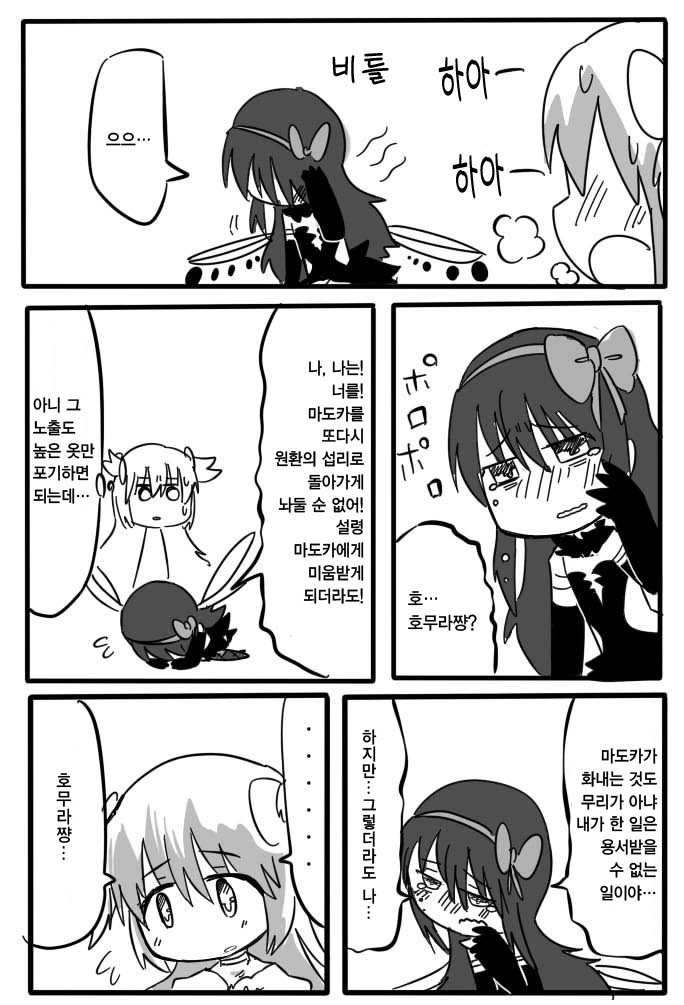 하아ㅡ
하아ㅡ
비틀
으으…
ポロポロ
호…
호무라쨩?
나, 나는!
너를!
마도카를
또다시
원환의 섭리로
돌아가게
놔둘 순 없어!
설령
마도카에게
미움받게
되더라도!
아니 그
노출도
높은 옷만
포기하면
되는데…
마도카가
화내는 것도
무리가 아냐
내가 한 일은
용서받을
수 없는
일이야…
하지만… 그렇더라도 나…
・・・・・・・・
호무라쨩…